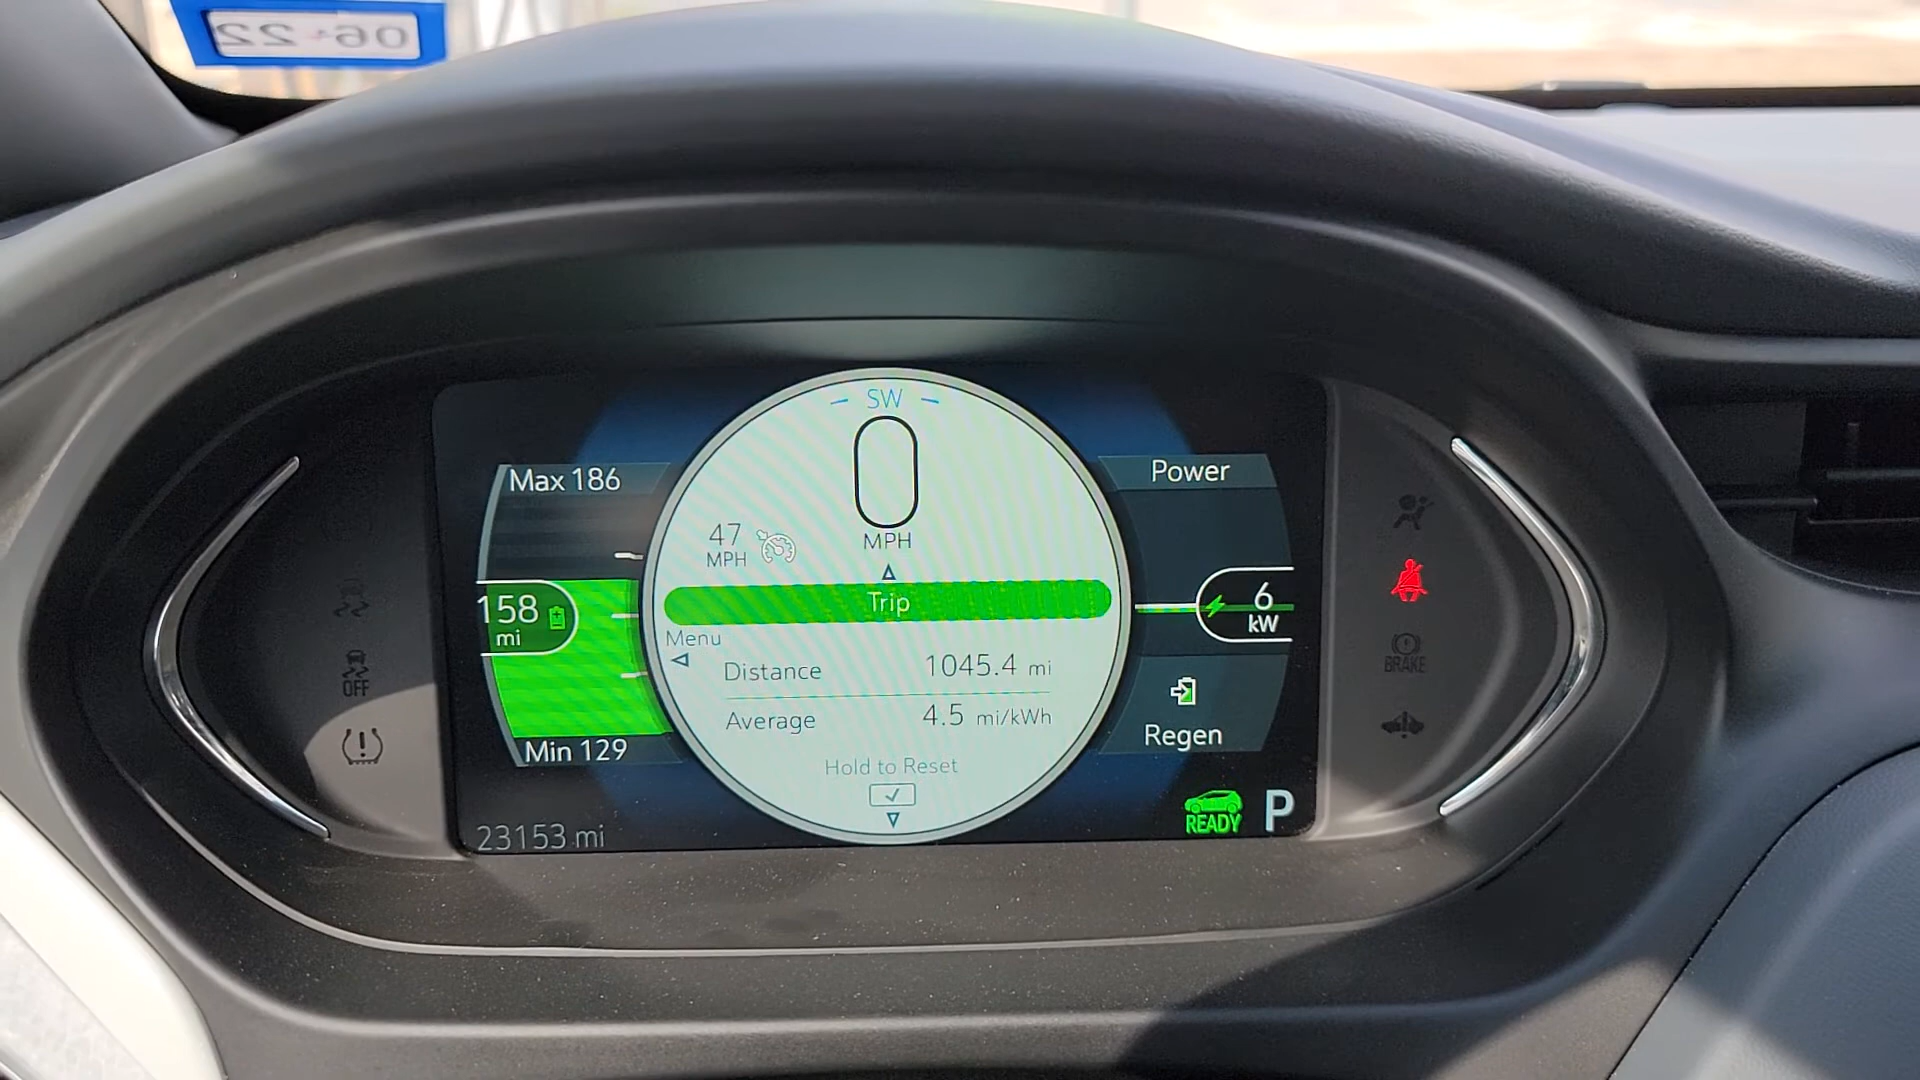 06-22
SW
0
MPH
47
MPH
Trip
Menu
Distance 1045.4 mi
Average 4.5 mi/kWh
Hold to Reset
Max 186
158
mi
Min 129
23153 mi
Power
6
kW
Regen
READY
P
OFF
BRAKE